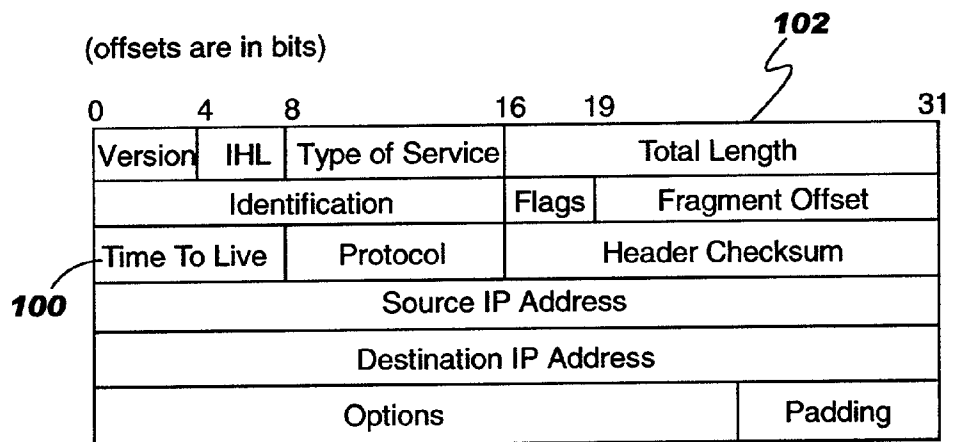 102
(offsets are in bits)
0 4 8 16 19 31
Version IHL Type of Service Total Length
Identification Flags Fragment Offset
Time To Live Protocol Header Checksum
100
Source IP Address
Destination IP Address
Options Padding